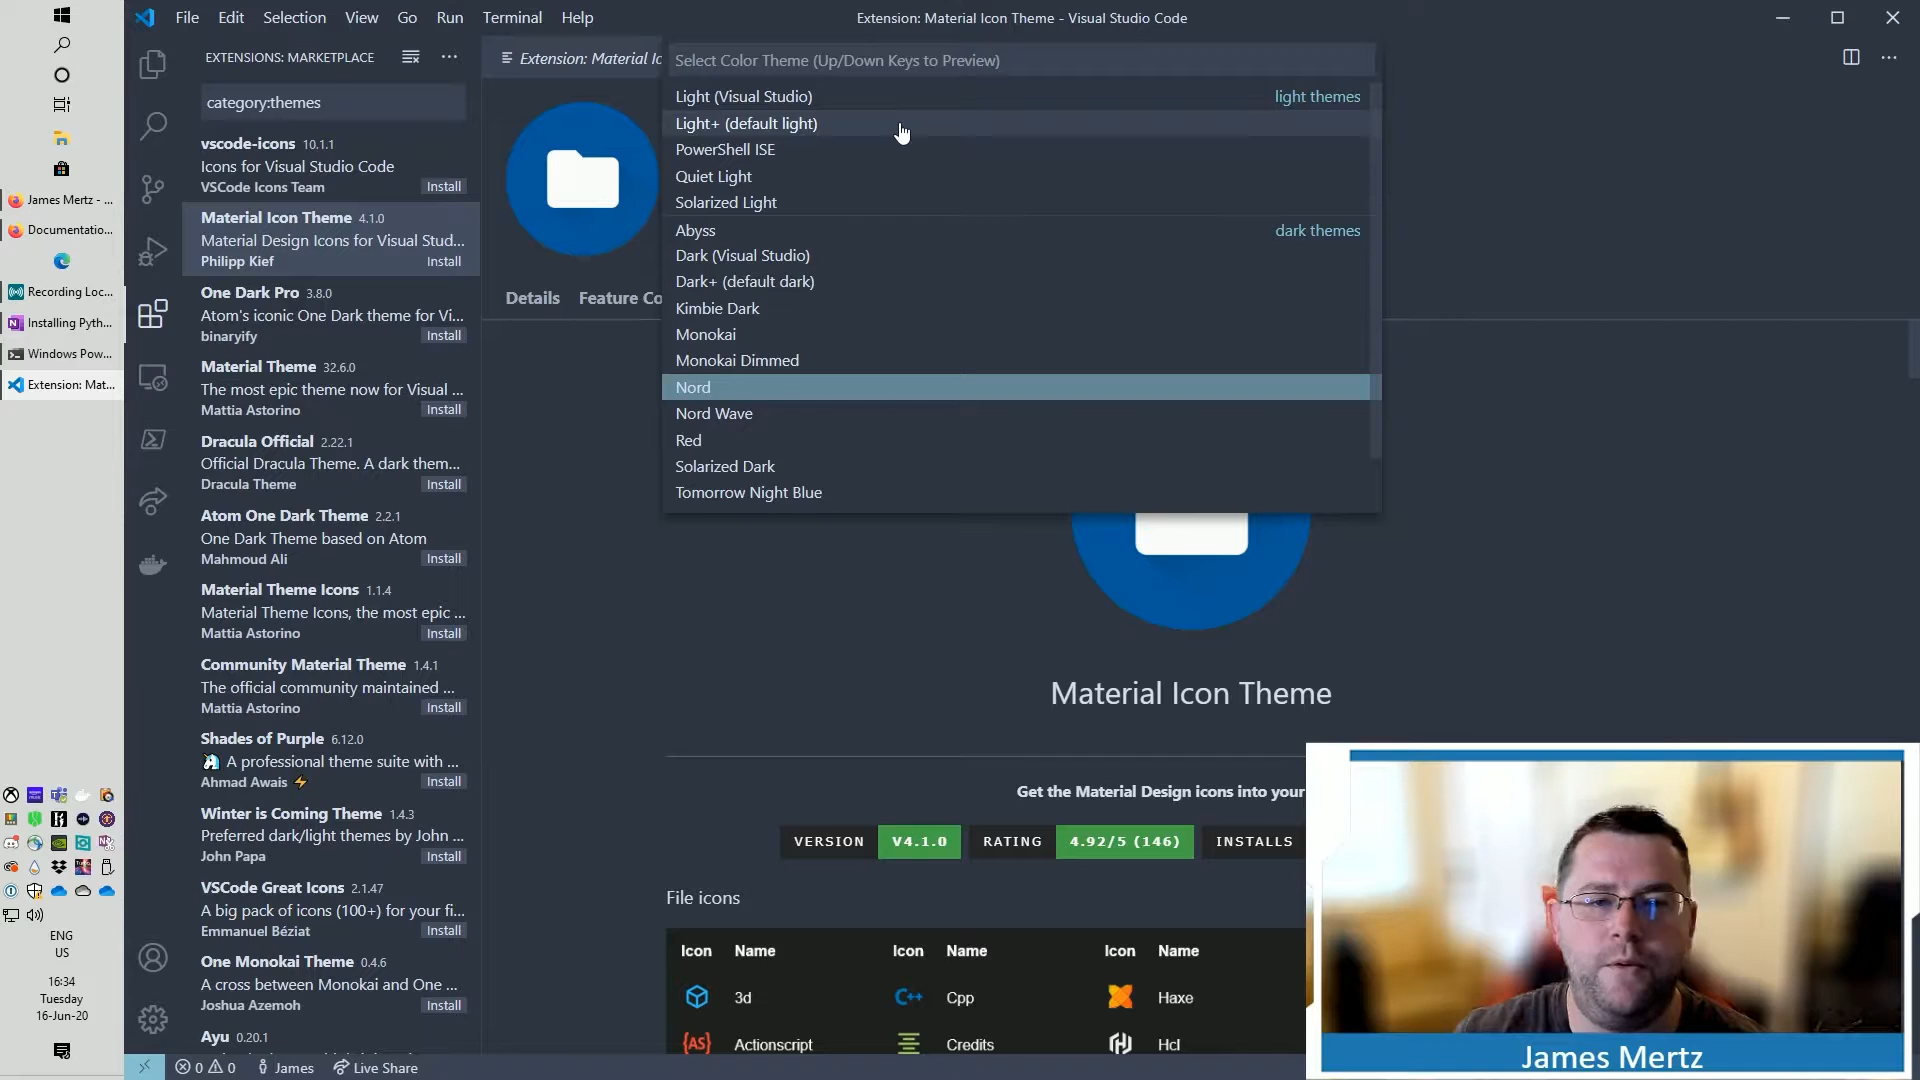 File Edit Selection View Go Run Terminal Help
Extension: Material Icon Theme - Visual Studio Code
James Mertz - ...
Documentatio...
Recording Loc...
Installing Pyth...
Windows Pow...
Extension: Mat...
ENG
US
16:34
Tuesday
16-Jun-20
EXTENSIONS: MARKETPLACE
category:themes
vscode-icons 10.1.1
Icons for Visual Studio Code
VSCode Icons Team Install
Material Icon Theme 4.1.0
Material Design Icons for Visual Stud...
Philipp Kief Install
One Dark Pro 3.8.0
Atom's iconic One Dark theme for Vi...
binaryify Install
Material Theme 32.6.0
The most epic theme now for Visual ...
Mattia Astorino Install
Dracula Official 2.22.1
Official Dracula Theme. A dark them...
Dracula Theme Install
Atom One Dark Theme 2.2.1
One Dark Theme based on Atom
Mahmoud Ali Install
Material Theme Icons 1.1.4
Material Theme Icons, the most epic ...
Mattia Astorino Install
Community Material Theme 1.4.1
The official community maintained ...
Mattia Astorino Install
Shades of Purple 6.12.0
🦄 A professional theme suite with ...
Ahmad Awais ⚡ Install
Winter is Coming Theme 1.4.3
Preferred dark/light themes by John ...
John Papa Install
VSCode Great Icons 2.1.47
A big pack of icons (100+) for your fi...
Emmanuel Béziat Install
One Monokai Theme 0.4.6
A cross between Monokai and One ...
Joshua Azemoh Install
Ayu 0.20.1
0 0 James Live Share
Extension: Material Ic
Details Feature Co
Select Color Theme (Up/Down Keys to Preview)
Light (Visual Studio) light themes
Light+ (default light)
PowerShell ISE
Quiet Light
Solarized Light
Abyss dark themes
Dark (Visual Studio)
Dark+ (default dark)
Kimbie Dark
Monokai
Monokai Dimmed
Nord
Nord Wave
Red
Solarized Dark
Tomorrow Night Blue
Material Icon Theme
Get the Material Design icons into your
VERSION V4.1.0 RATING 4.92/5 (146) INSTALLS
File icons
Icon Name Icon Name Icon Name
3d C++ Cpp Haxe
{AS} Actionscript Credits Hcl
James Mertz